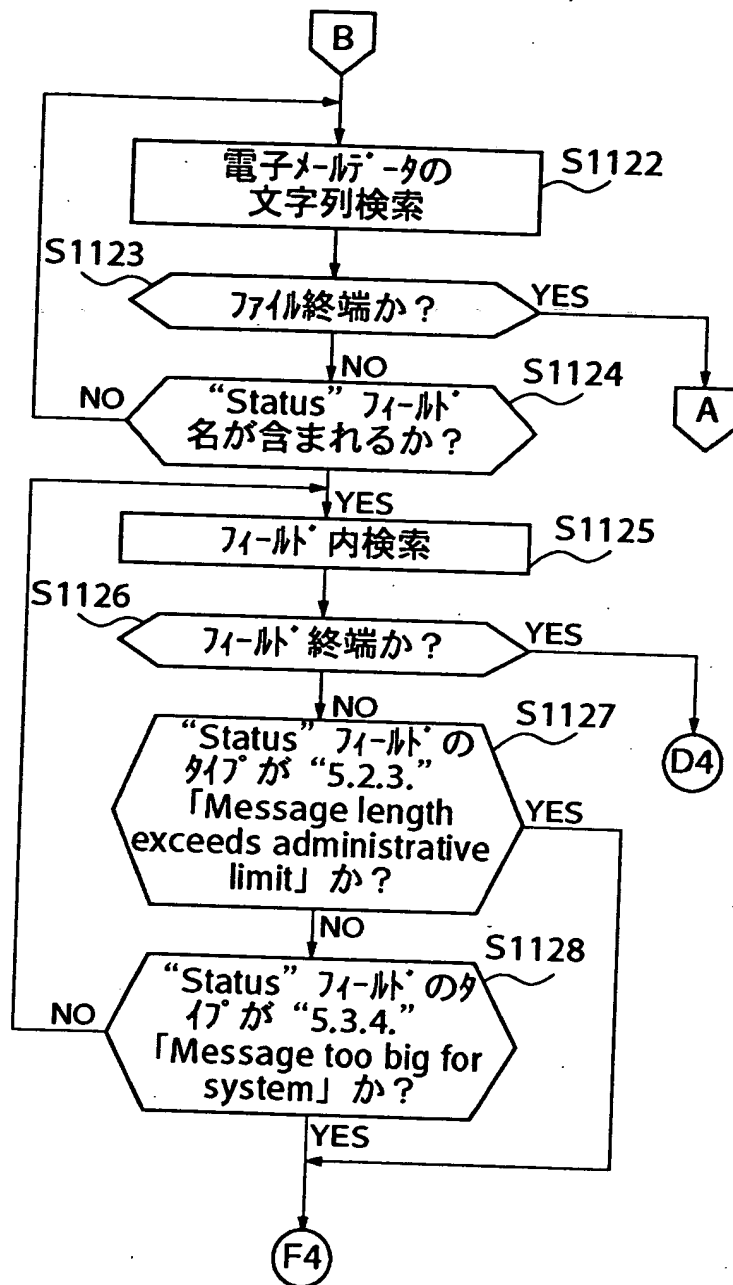 B
電子ﾒｰﾙﾃﾞｰﾀの
文字列検索
S1122
S1123
ﾌｧｲﾙ終端か？
YES
NO
A
S1124
“Status” ﾌｨｰﾙﾄﾞ
名が含まれるか？
NO
YES
ﾌｨｰﾙﾄﾞ内検索
S1125
S1126
ﾌｨｰﾙﾄﾞ終端か？
YES
NO
D4
S1127
“Status” ﾌｨｰﾙﾄﾞの
ﾀｲﾌﾟが “5.2.3.”
「Message length
exceeds administrative
limit」か？
YES
NO
S1128
“Status” ﾌｨｰﾙﾄﾞのﾀ
ｲﾌﾟが “5.3.4.”
「Message too big for
system」か？
NO
YES
F4